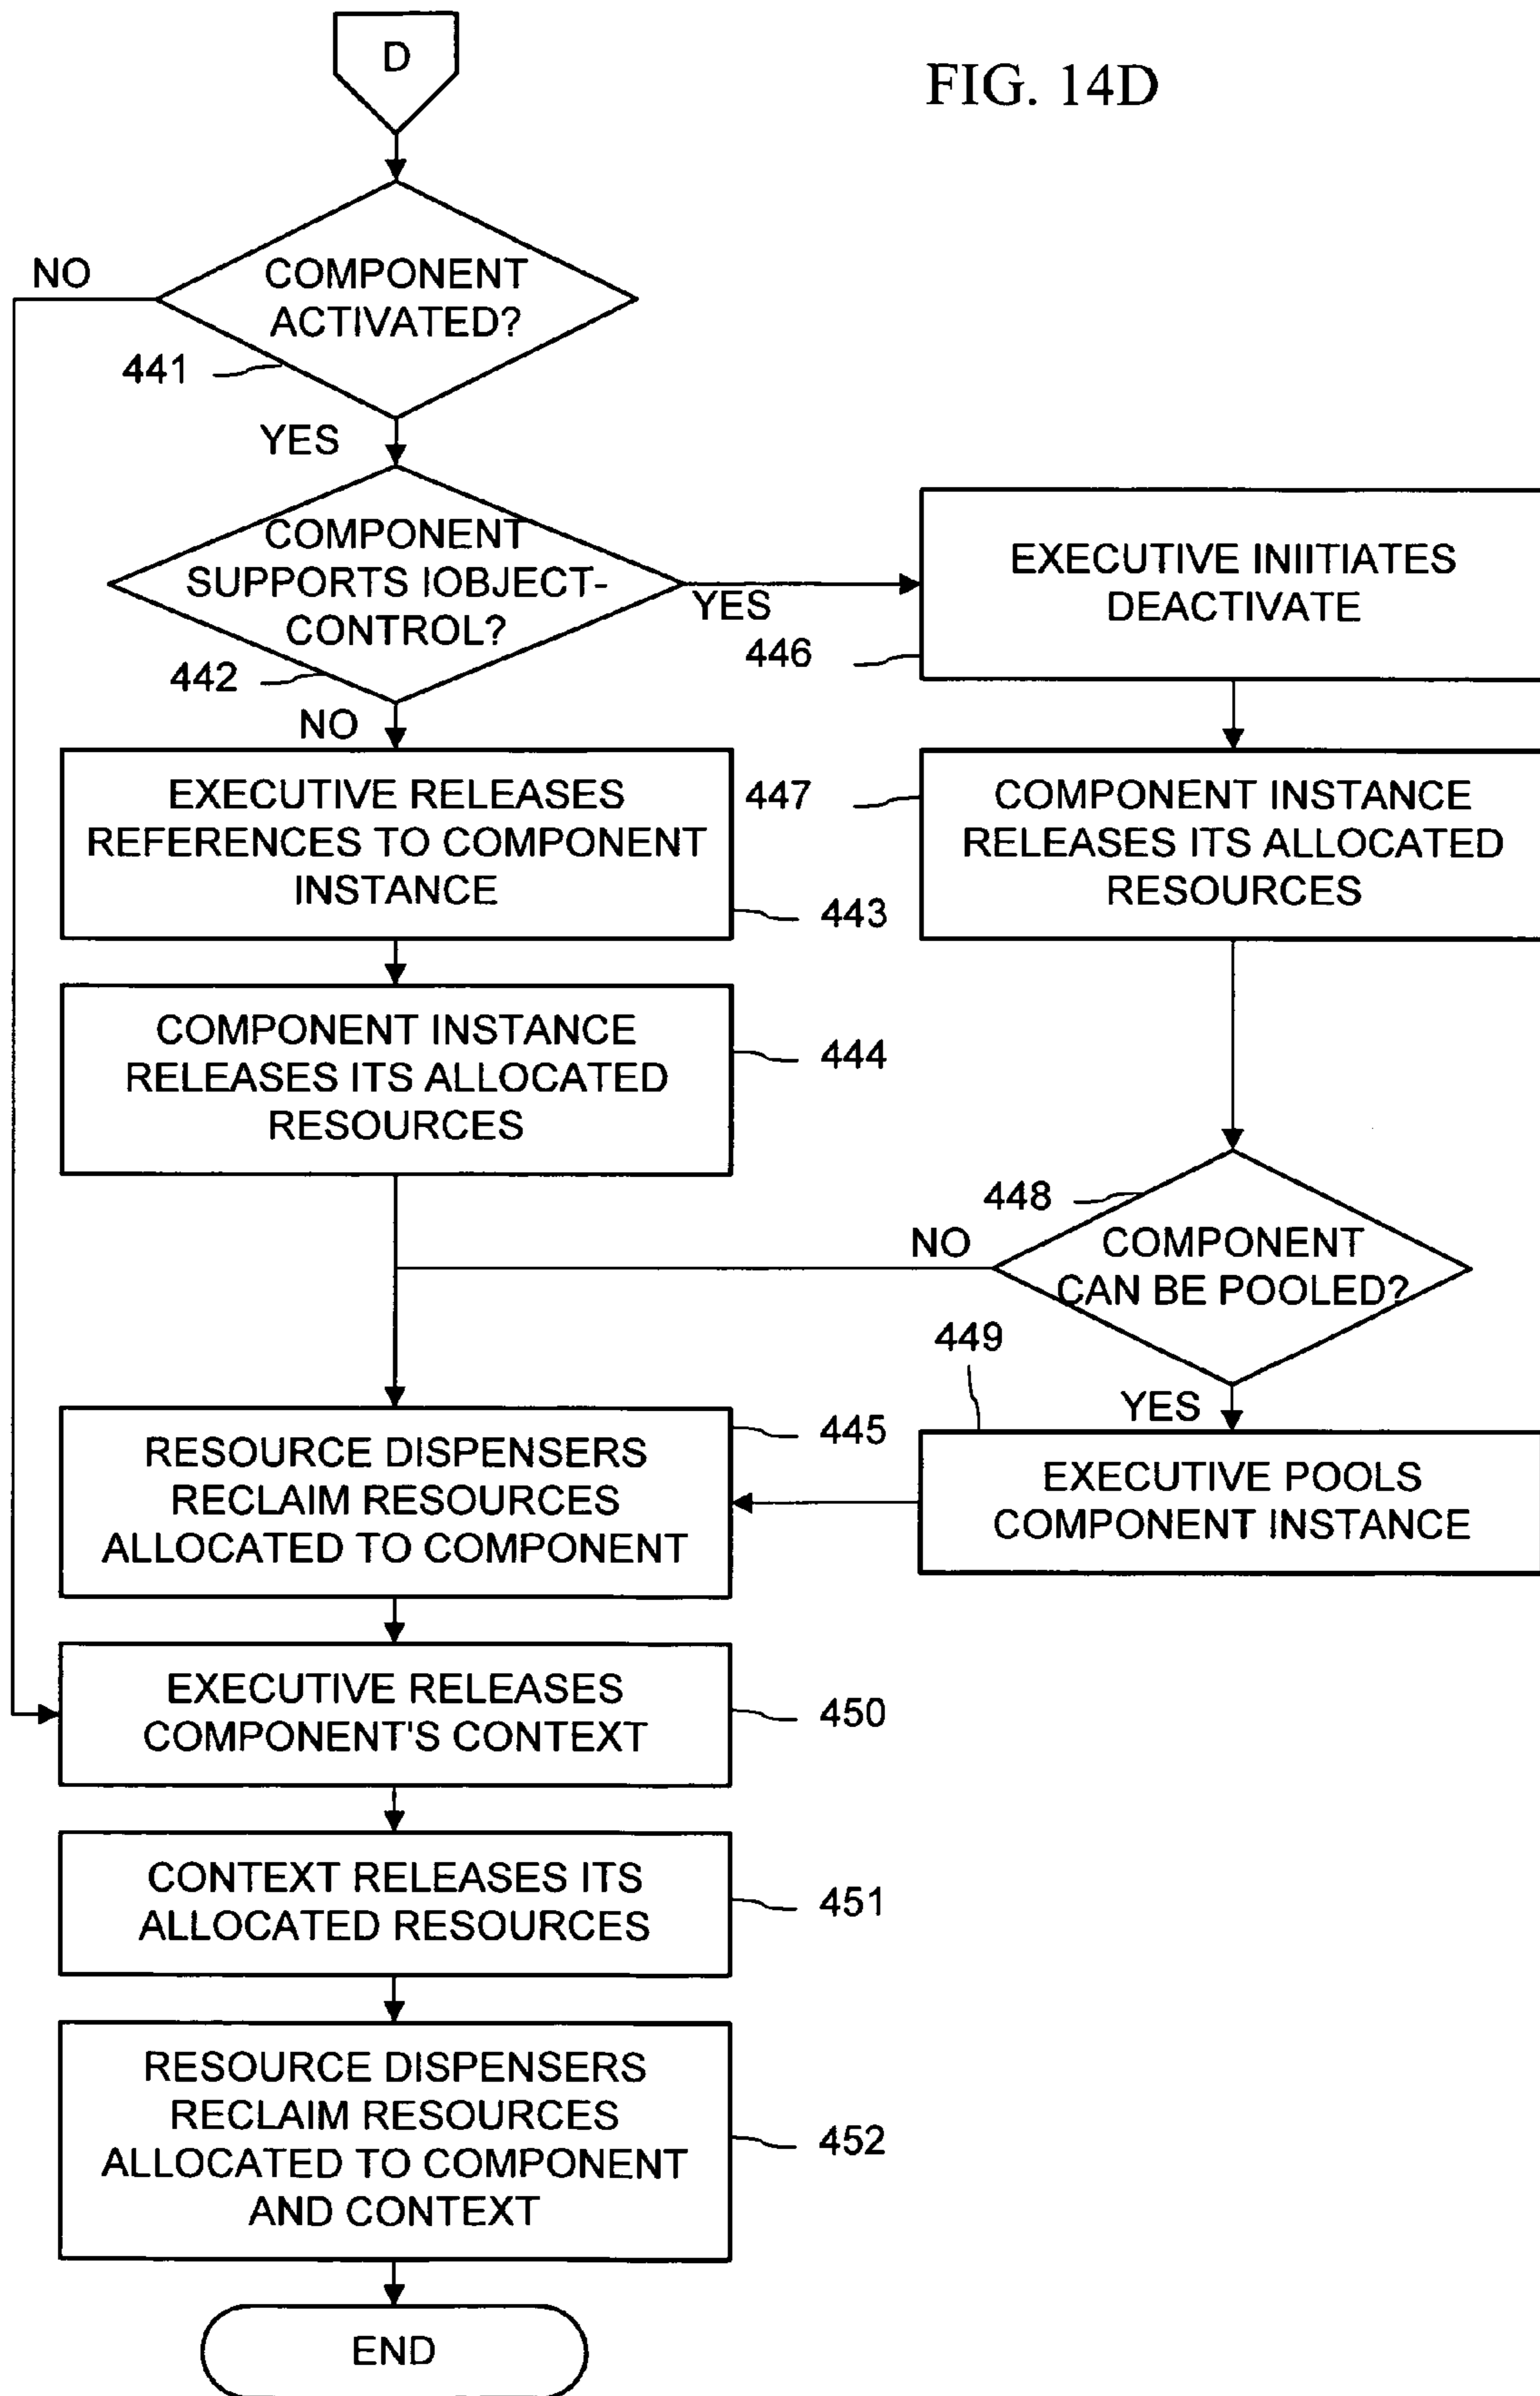 D
FIG. 14D
NO
COMPONENT
ACTIVATED?
441
YES
COMPONENT
SUPPORTS IOBJECT-
CONTROL?
YES
442
NO
EXECUTIVE INIITIATES
DEACTIVATE
446
EXECUTIVE RELEASES
REFERENCES TO COMPONENT
INSTANCE
443
447
COMPONENT INSTANCE
RELEASES ITS ALLOCATED
RESOURCES
COMPONENT INSTANCE
RELEASES ITS ALLOCATED
RESOURCES
444
448
NO
COMPONENT
CAN BE POOLED?
449
YES
RESOURCE DISPENSERS
RECLAIM RESOURCES
ALLOCATED TO COMPONENT
445
EXECUTIVE POOLS
COMPONENT INSTANCE
EXECUTIVE RELEASES
COMPONENT'S CONTEXT
450
CONTEXT RELEASES ITS
ALLOCATED RESOURCES
451
RESOURCE DISPENSERS
RECLAIM RESOURCES
ALLOCATED TO COMPONENT
AND CONTEXT
452
END